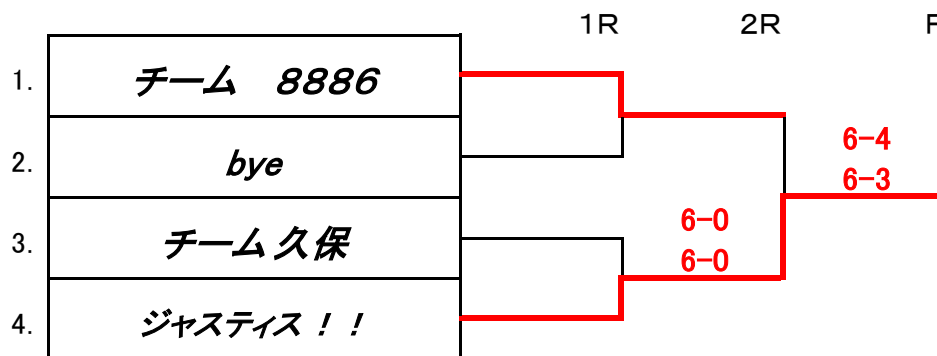 1R 2R F
1. チーム　8886
2. bye
6-4
6-3
3. チーム 久保
6-0
6-0
4. ジャスティス！！